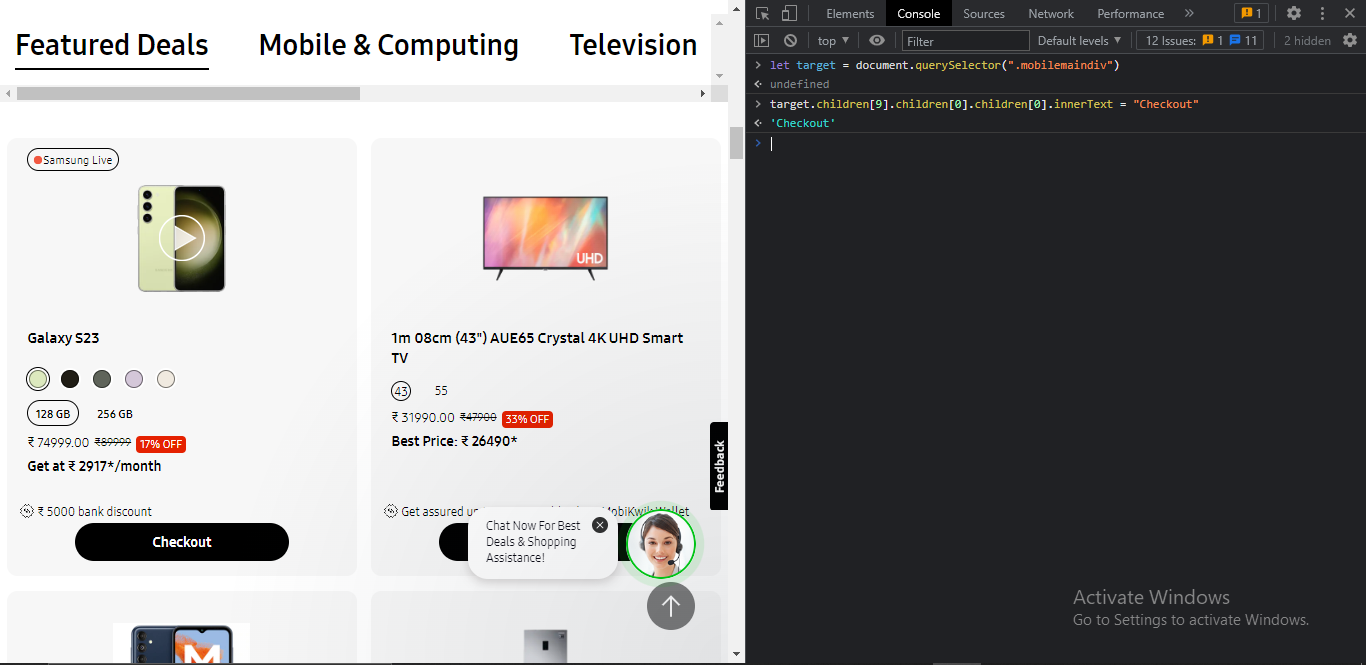 Featured Deals
Mobile & Computing
Television
Samsung Live
UHD
Galaxy S23
128 GB
256 GB
₹ 74999.00 ₹89999 17% OFF
Get at ₹ 2917*/month
₹ 5000 bank discount
Checkout
1m 08cm (43") AUE65 Crystal 4K UHD Smart
TV
43
55
₹ 31990.00 ₹47900 33% OFF
Best Price: ₹ 26490*
Get assured
MobiKwik Wallet
Chat Now For Best
Deals & Shopping
Assistance!
Feedback
M
Elements
Console
Sources
Network
Performance
1
top
Filter
Default levels
12 Issues: 1 11
2 hidden
let target = document.querySelector(".mobilemaindiv")
undefined
target.children[9].children[0].children[0].innerText = "Checkout"
'Checkout'
Activate Windows
Go to Settings to activate Windows.